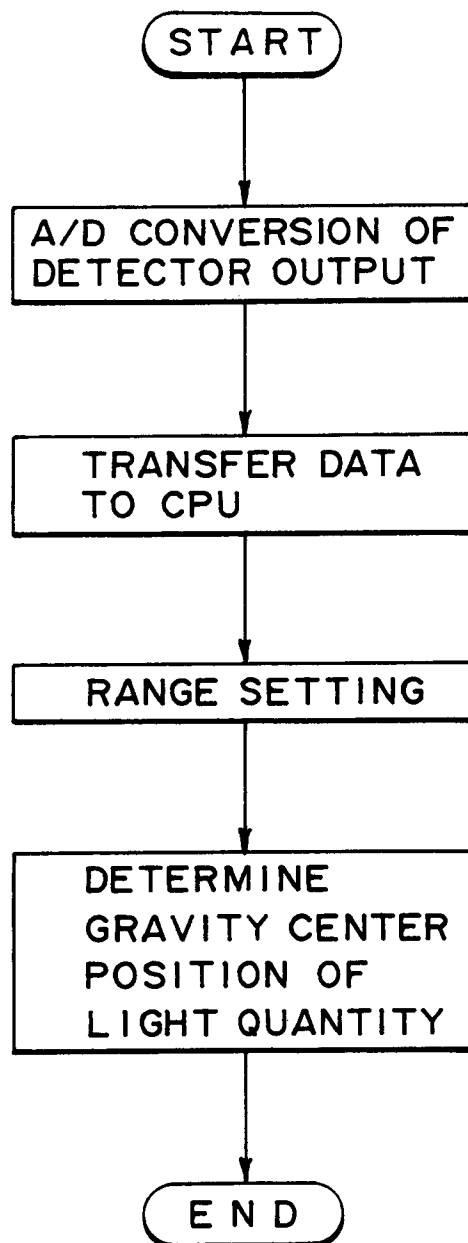 START
A/D CONVERSION OF
DETECTOR OUTPUT
TRANSFER DATA
TO CPU
RANGE SETTING
DETERMINE
GRAVITY CENTER
POSITION OF
LIGHT QUANTITY
END